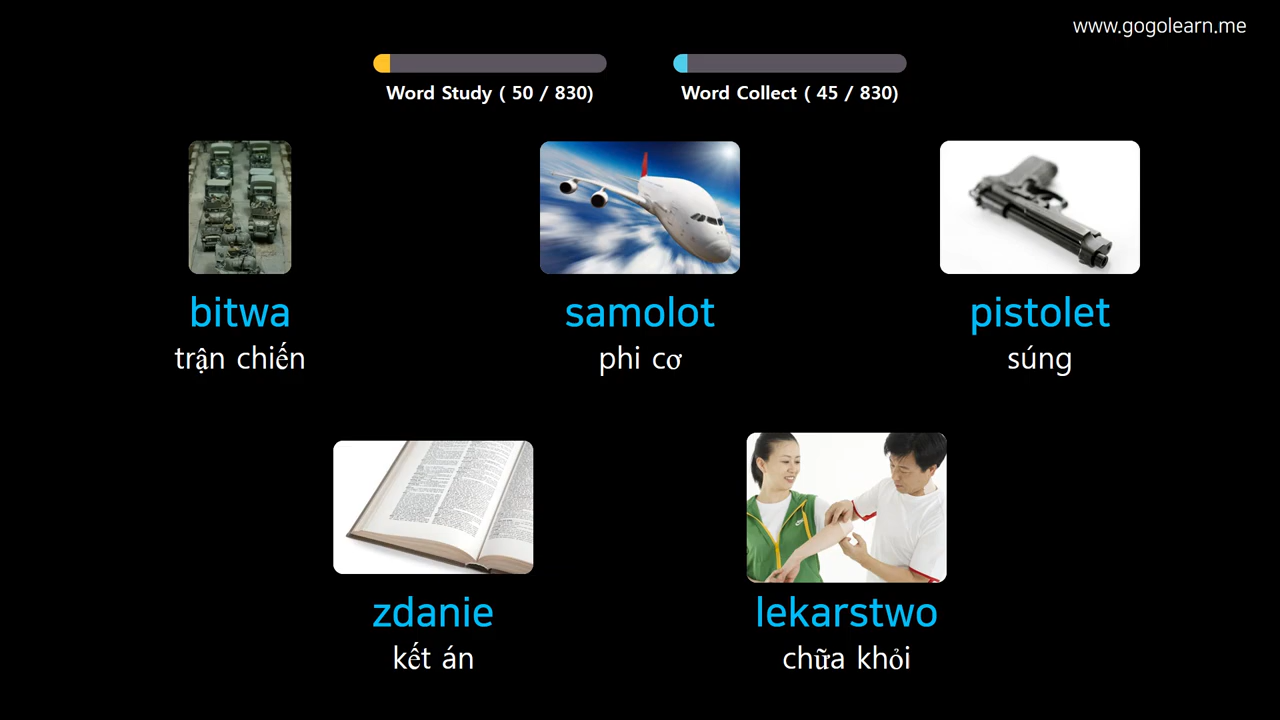 www.gogolearn.me
Word Study ( 50 / 830)
Word Collect ( 45 / 830)
bitwa
trận chiến
samolot
phi cơ
pistolet
súng
zdanie
kết án
lekarstwo
chữa khỏi